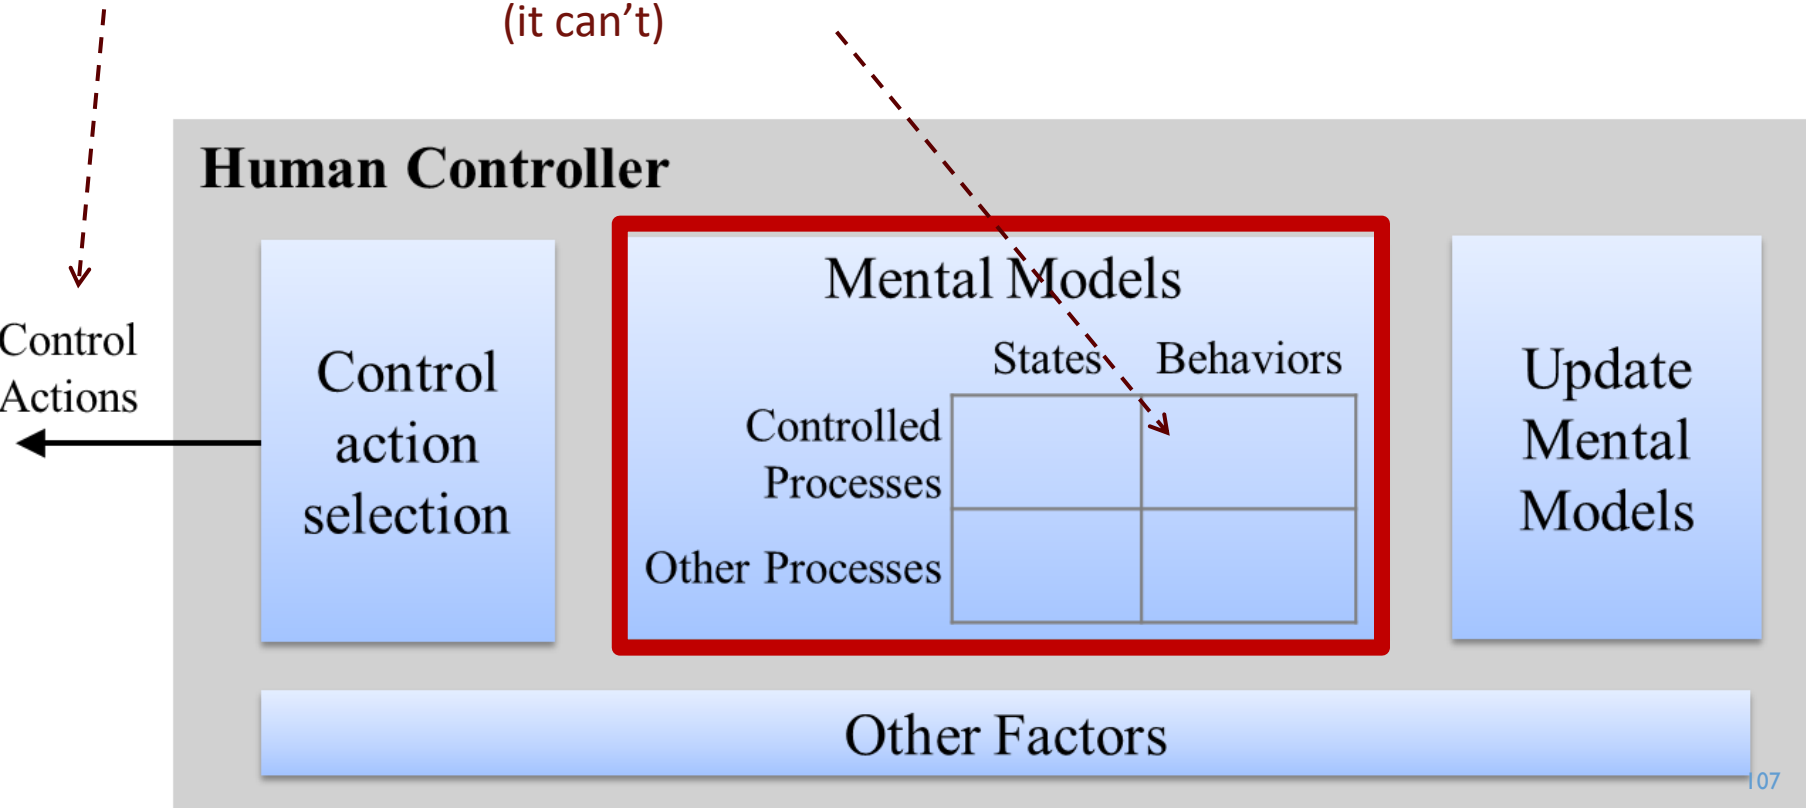 (it can’t)
Human Controller
Control
Actions
Control
action
selection
Mental Models
States Behaviors
Controlled
Processes
Other Processes
Update
Mental
Models
Other Factors
107